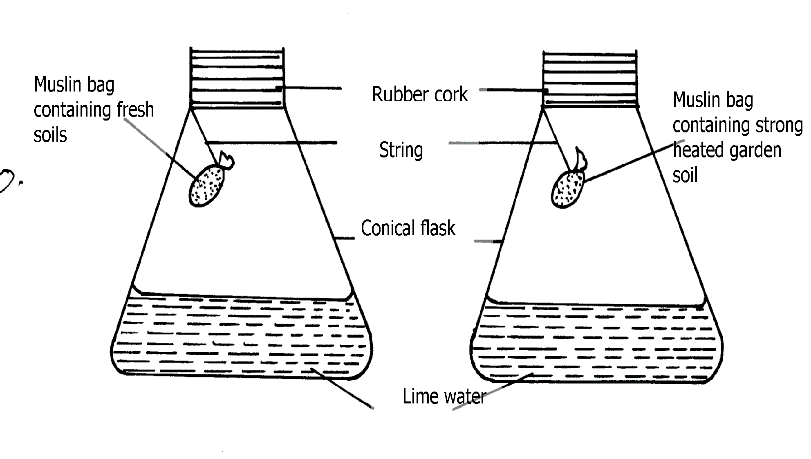 Muslin bag
containing fresh
soils
Rubber cork
Muslin bag
containing strong
heated garden
soil
String
Conical flask
Lime water